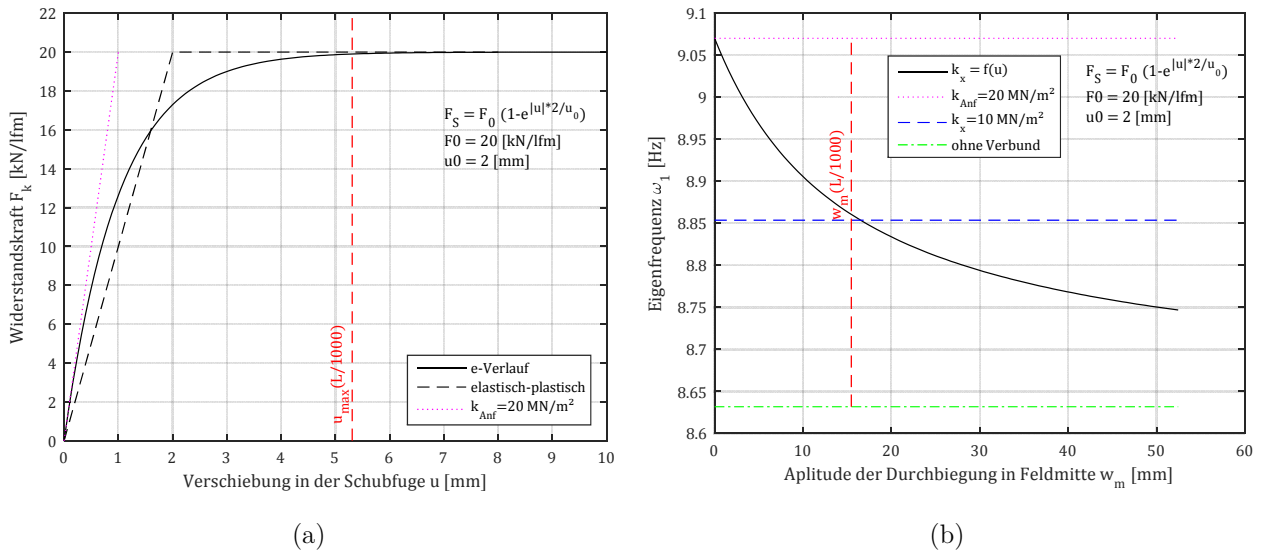 20
18
16
14
12
10
8
6
4
2
0
Widerstandskraft F_k [kN/lfm]
F_S = F_0 (1-e^|u|*2/u_0)
F0 = 20 [kN/lfm]
u0 = 2 [mm]
u_max(L/1000)
e-Verlauf
elastisch-plastisch
k_Anf=20 MN/m²
0 1 2 3 4 5 6 7 8 9 10
Verschiebung in der Schubfuge u [mm]
(a)
9.1
9.05
9
8.95
8.9
8.85
8.8
8.75
8.7
8.65
8.6
Eigenfrequenz ω_1 [Hz]
k_x = f(u)
k_Anf=20 MN/m²
k_x=10 MN/m²
ohne Verbund
F_S = F_0 (1-e^|u|*2/u_0)
F0 = 20 [kN/lfm]
u0 = 2 [mm]
w_m(L/1000)
0 10 20 30 40 50 60
Aplitude der Durchbiegung in Feldmitte w_m [mm]
(b)